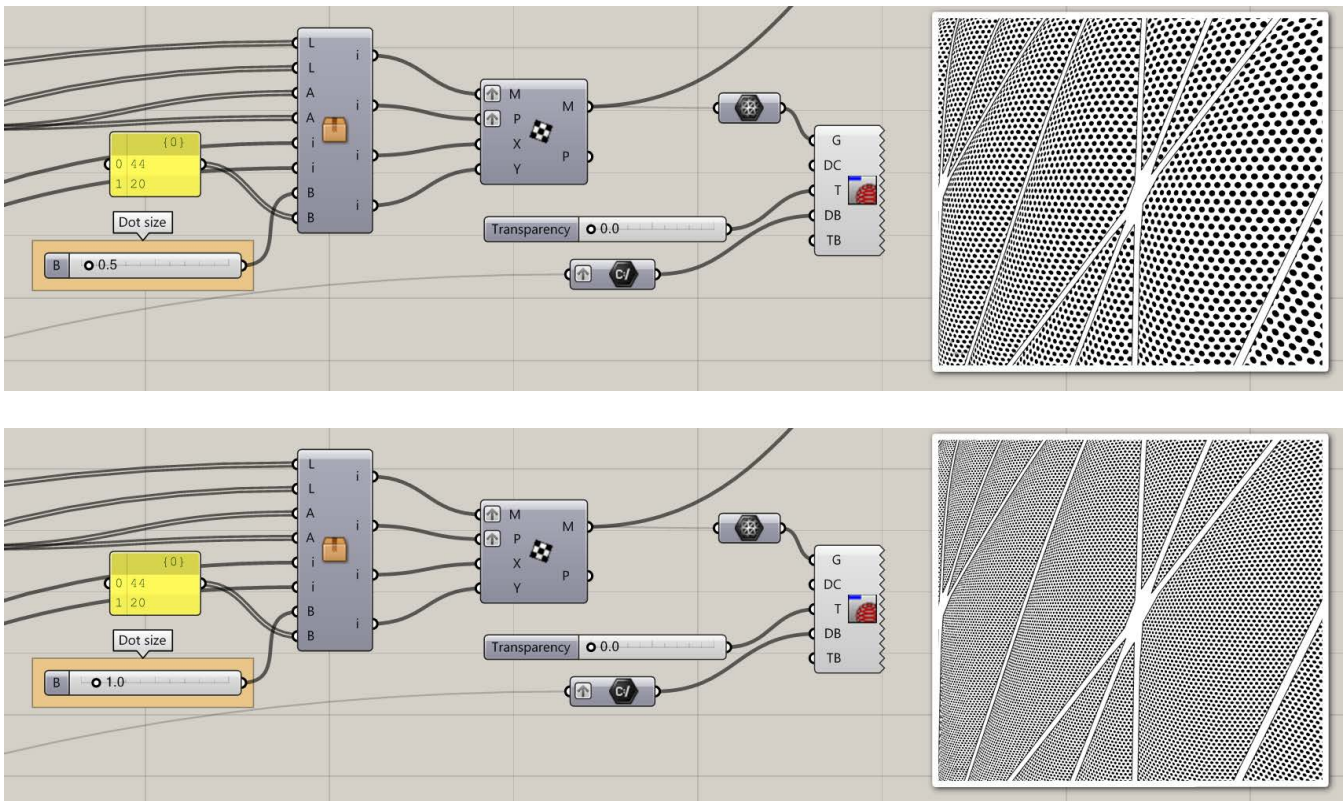 L
L
A
A
i
i
B
B
i
i
i
i
M
P
X
Y
M
P
G
DC
T
DB
TB
{0}
0 44
1 20
Dot size
B 0.5
Transparency 0.0
C:/
L
L
A
A
i
i
B
B
i
i
i
i
M
P
X
Y
M
P
G
DC
T
DB
TB
{0}
0 44
1 20
Dot size
B 1.0
Transparency 0.0
C:/